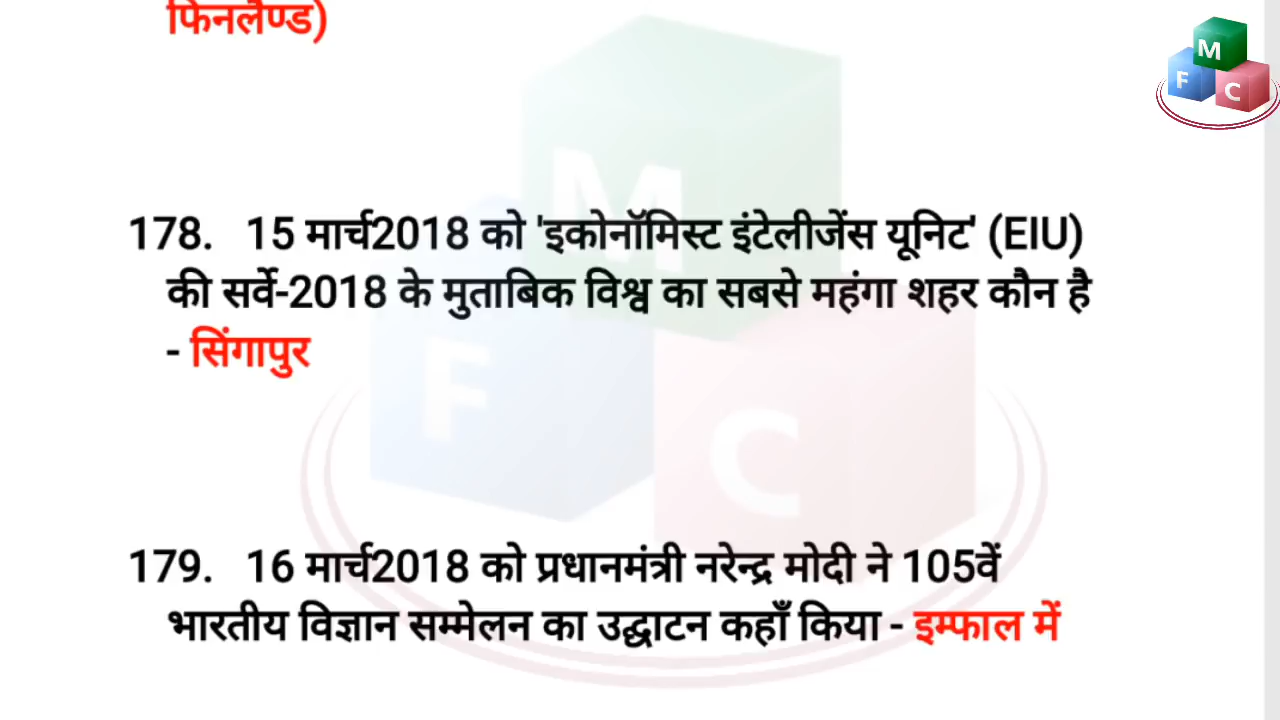 फिनलैण्ड)
M
F C
178. 15 मार्च2018 को 'इकोनॉमिस्ट इंटेलीजेंस यूनिट' (EIU)
की सर्वे-2018 के मुताबिक विश्व का सबसे महंगा शहर कौन है
- सिंगापुर
M
F
C
179. 16 मार्च2018 को प्रधानमंत्री नरेन्द्र मोदी ने 105वें
भारतीय विज्ञान सम्मेलन का उद्घाटन कहाँ किया - इम्फाल में